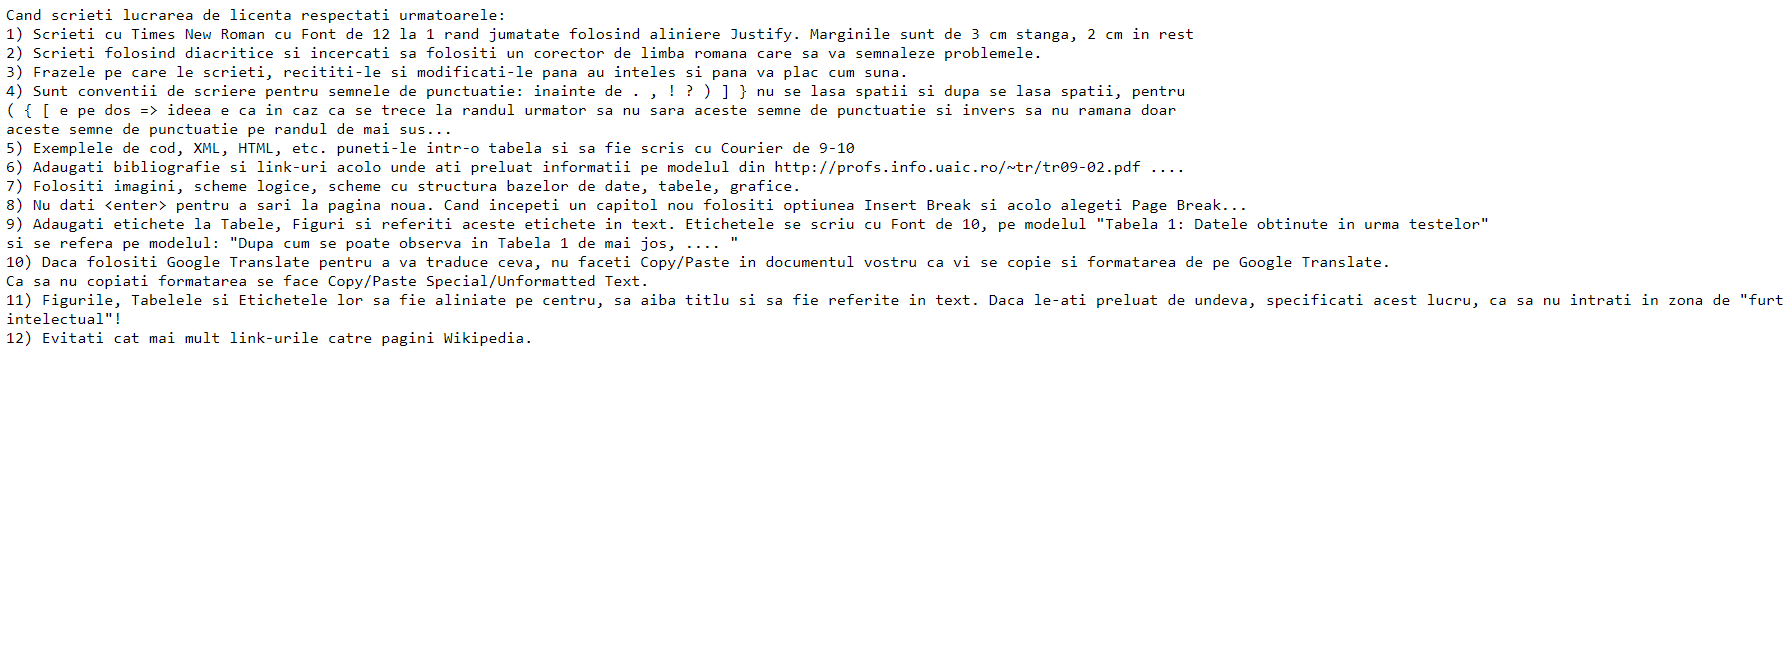 Cand scrieti lucrarea de licenta respectati urmatoarele:
1) Scrieti cu Times New Roman cu Font de 12 la 1 rand jumatate folosind aliniere Justify. Marginile sunt de 3 cm stanga, 2 cm in rest
2) Scrieti folosind diacritice si incercati sa folositi un corector de limba romana care sa va semnaleze problemele.
3) Frazele pe care le scrieti, recititi-le si modificati-le pana au inteles si pana va plac cum suna.
4) Sunt conventii de scriere pentru semnele de punctuatie: inainte de . , ! ? ) ] } nu se lasa spatii si dupa se lasa spatii, pentru
( { [ e pe dos => ideea e ca in caz ca se trece la randul urmator sa nu sara aceste semne de punctuatie si invers sa nu ramana doar
aceste semne de punctuatie pe randul de mai sus...
5) Exemplele de cod, XML, HTML, etc. puneti-le intr-o tabela si sa fie scris cu Courier de 9-10
6) Adaugati bibliografie si link-uri acolo unde ati preluat informatii pe modelul din http://profs.info.uaic.ro/~tr/tr09-02.pdf ....
7) Folositi imagini, scheme logice, scheme cu structura bazelor de date, tabele, grafice.
8) Nu dati <enter> pentru a sari la pagina noua. Cand incepeti un capitol nou folositi optiunea Insert Break si acolo alegeti Page Break...
9) Adaugati etichete la Tabele, Figuri si referiti aceste etichete in text. Etichetele se scriu cu Font de 10, pe modelul "Tabela 1: Datele obtinute in urma testelor"
si se refera pe modelul: "Dupa cum se poate observa in Tabela 1 de mai jos, .... "
10) Daca folositi Google Translate pentru a va traduce ceva, nu faceti Copy/Paste in documentul vostru ca vi se copie si formatarea de pe Google Translate.
Ca sa nu copiati formatarea se face Copy/Paste Special/Unformatted Text.
11) Figurile, Tabelele si Etichetele lor sa fie aliniate pe centru, sa aiba titlu si sa fie referite in text. Daca le-ati preluat de undeva, specificati acest lucru, ca sa nu intrati in zona de "furt
intelectual"!
12) Evitati cat mai mult link-urile catre pagini Wikipedia.